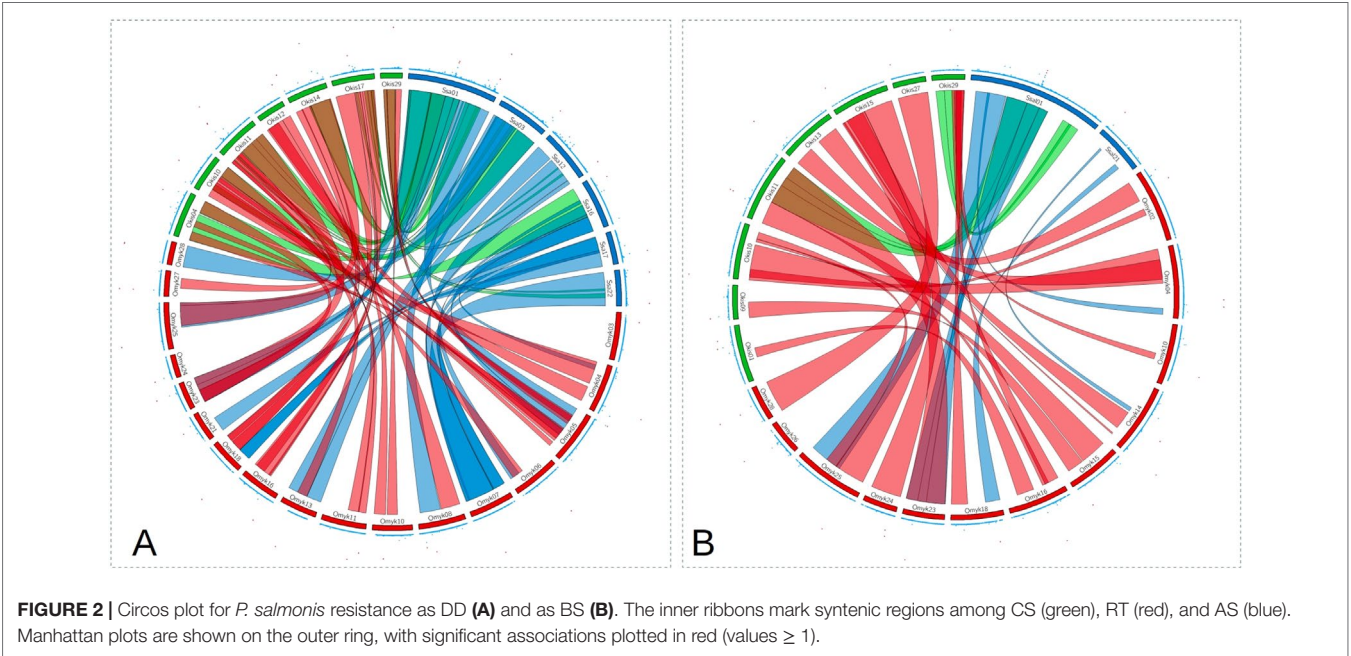 Okis29
Okis17
Okis14
Okis12
Okis11
Okis10
Okis04
Omyk28
Omyk27
Omyk25
Omyk24
Omyk23
Omyk21
Omyk18
Omyk16
Omyk13
Omyk11
Omyk10
Omyk08
Omyk07
Omyk06
Omyk05
Omyk04
Omyk03
Ssa22
Ssa17
Ssa16
Ssa12
Ssa03
Ssa01
A
Okis29
Okis27
Okis15
Okis13
Okis11
Okis10
Okis09
Okis01
Omyk28
Omyk26
Omyk25
Omyk24
Omyk23
Omyk18
Omyk16
Omyk15
Omyk14
Omyk10
Omyk04
Omyk02
Ssa21
Ssa01
B
FIGURE 2 | Circos plot for P. salmonis resistance as DD (A) and as BS (B). The inner ribbons mark syntenic regions among CS (green), RT (red), and AS (blue).
Manhattan plots are shown on the outer ring, with significant associations plotted in red (values ≥ 1).